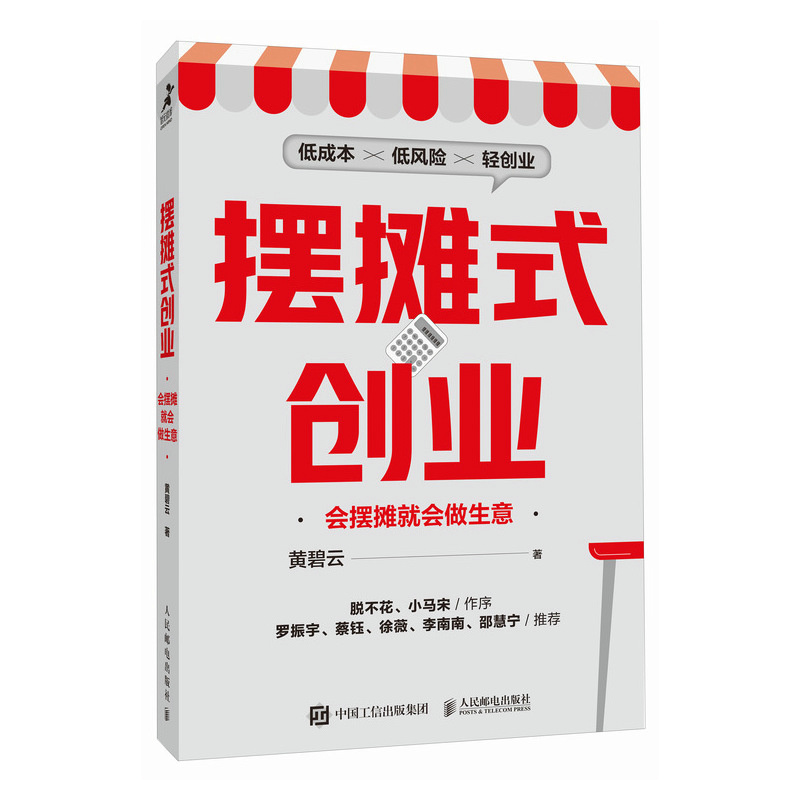 低成本×低风险×轻创业
摆摊式
创业
·会摆摊就会做生意·
黄碧云 著
脱不花、小马宋/作序
罗振宇、蔡钰、徐薇、李南南、邵慧宁/推荐
中国工信出版集团
人民邮电出版社
POSTS & TELECOM PRESS
摆摊式创业
·会摆摊
就会
做生意·
黄碧云 著
人民邮电出版社